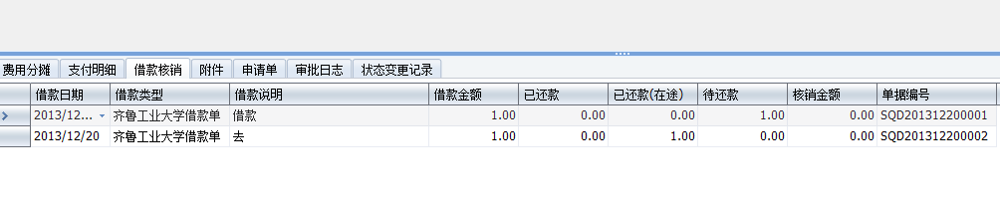 费用分摊 支付明细 借款核销 附件 申请单 审批日志 状态变更记录
借款日期 借款类型 借款说明 借款金额 已还款 已还款(在途) 待还款 核销金额 单据编号
2013/12... 齐鲁工业大学借款单 借款 1.00 0.00 0.00 1.00 0.00 SQD201312200001
2013/12/20 齐鲁工业大学借款单 去 1.00 0.00 1.00 0.00 0.00 SQD201312200002